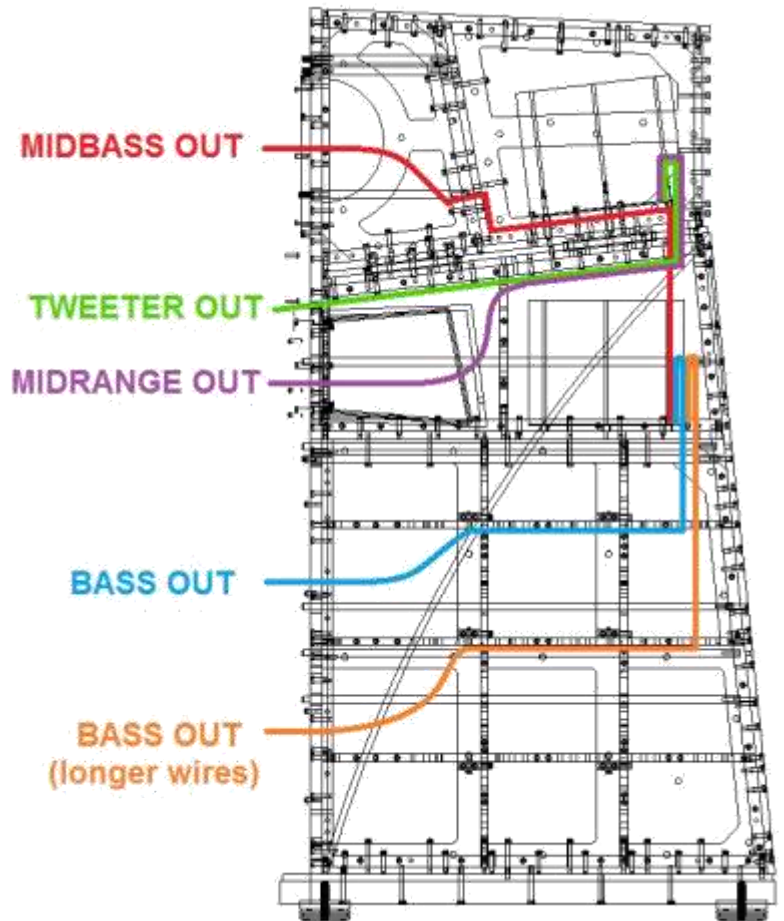 MIDBASS OUT
TWEETER OUT
MIDRANGE OUT
BASS OUT
BASS OUT
(longer wires)